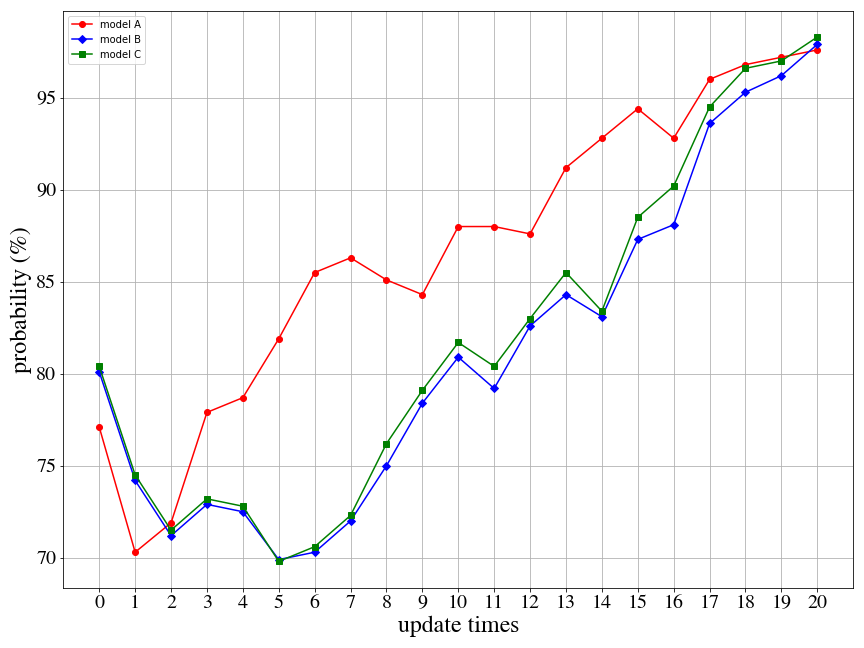 model A
model B
model C
probability (%)
95
90
85
80
75
70
0 1 2 3 4 5 6 7 8 9 10 11 12 13 14 15 16 17 18 19 20
update times